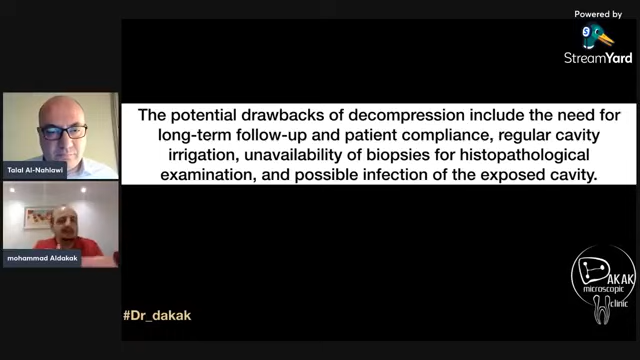 Powered by
StreamYard
The potential drawbacks of decompression include the need for
long-term follow-up and patient compliance, regular cavity
irrigation, unavailability of biopsies for histopathological
examination, and possible infection of the exposed cavity.
Talal Al-Nahlawi
mohammad Aldakak
DAKAK
microscopic
clinic
#Dr_dakak